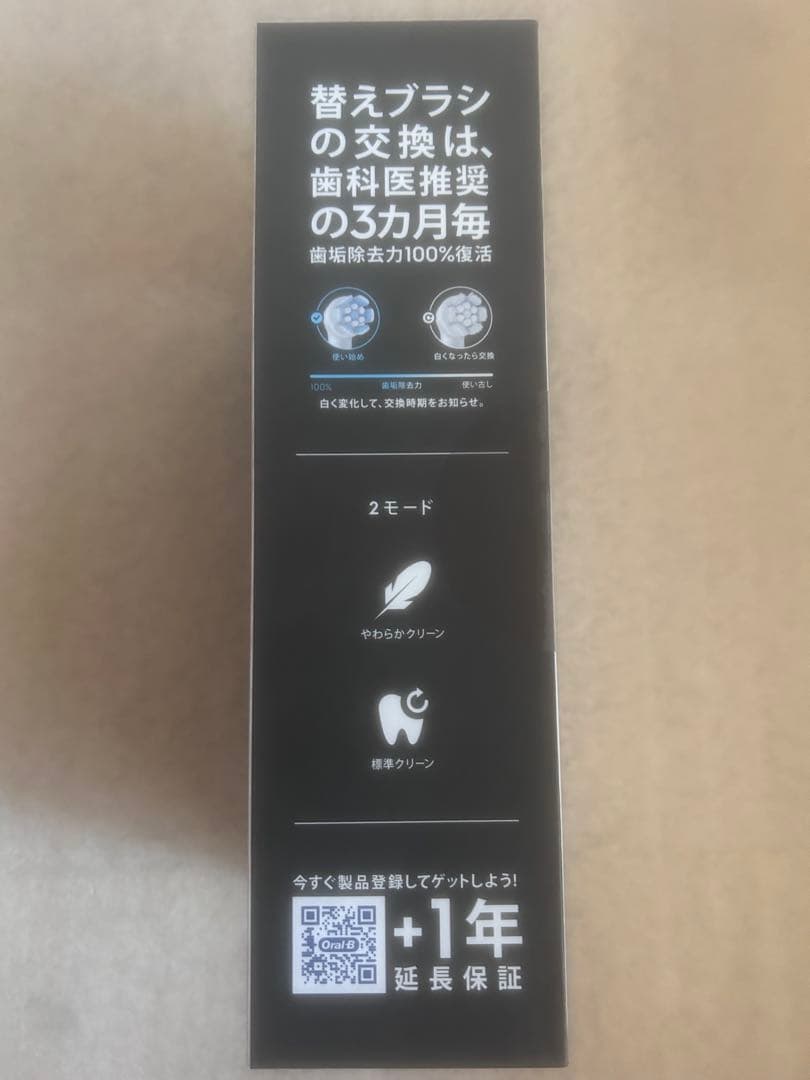 替えブラシ
の交換は、
歯科医推奨
の3カ月毎
歯垢除去力100%復活
使い始め
白くなったら交換
100%
歯垢除去力
使い古し
白く変化して、交換時期をお知らせ。
2モード
やわらかクリーン
標準クリーン
今すぐ製品登録してゲットしよう!
Oral-B
+1年
延長保証